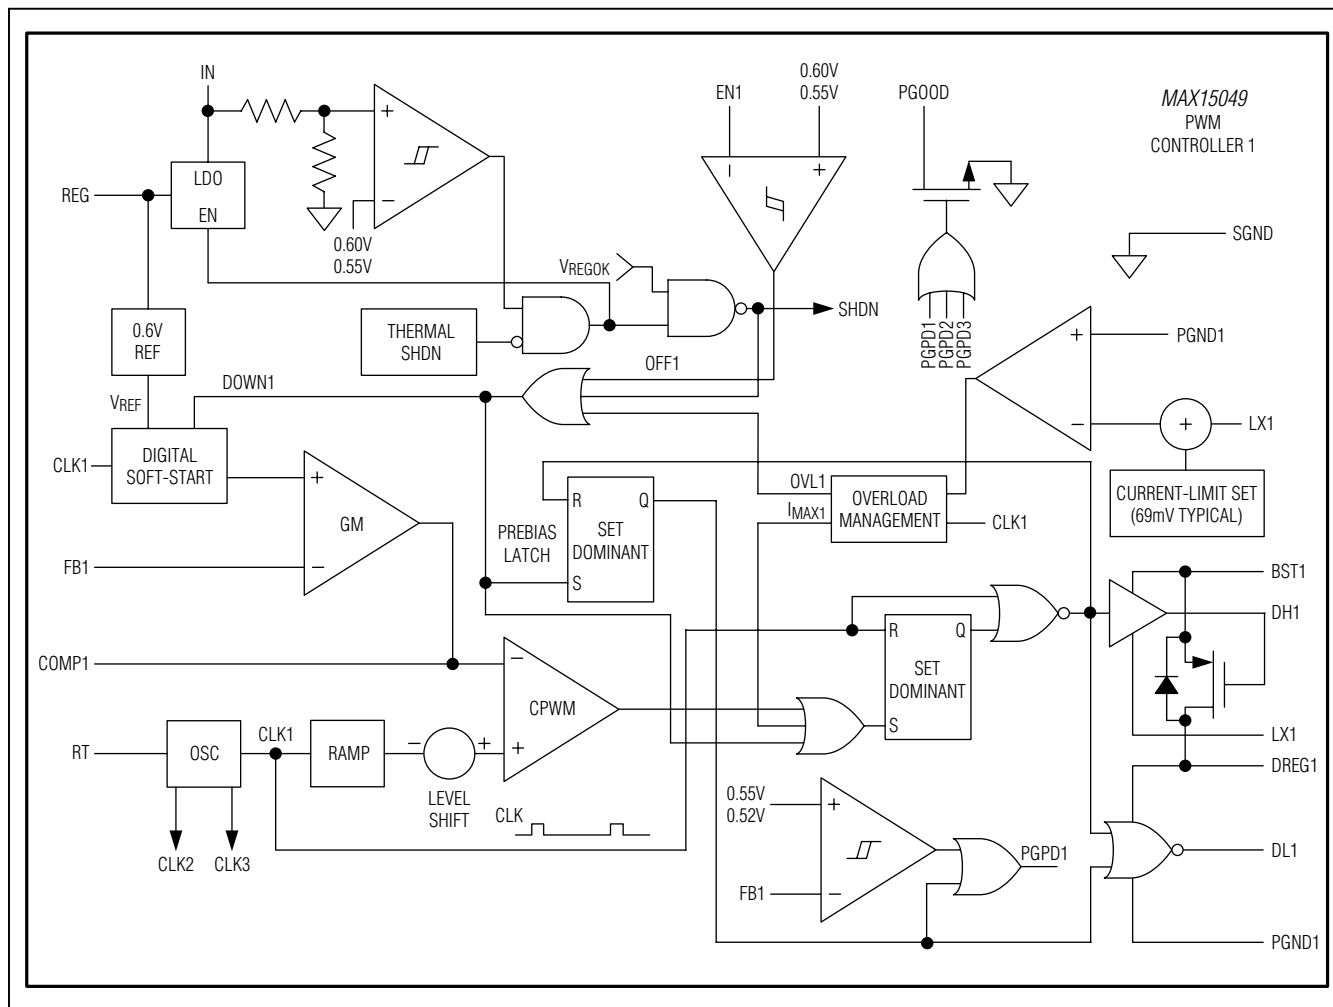 IN
EN1
0.60V
0.55V
PGOOD
MAX15049
PWM
CONTROLLER 1
+
−
LDO
EN
REG
0.60V
0.55V
−
+
SGND
VREGOK
SHDN
THERMAL
SHDN
0.6V
REF
PGPD1
PGPD2
PGPD3
+
−
PGND1
OFF1
DOWN1
VREF
+
LX1
CLK1
DIGITAL
SOFT-START
+
−
GM
FB1
OVL1
IMAX1
OVERLOAD
MANAGEMENT
CLK1
CURRENT-LIMIT SET
(69mV TYPICAL)
R
Q
S
SET
DOMINANT
PREBIAS
LATCH
BST1
DH1
R
Q
S
SET
DOMINANT
COMP1
−
+
CPWM
RT
OSC
CLK1
RAMP
−
+
LEVEL
SHIFT
LX1
DREG1
CLK
CLK2
CLK3
0.55V
0.52V
+
−
FB1
PGPD1
DL1
PGND1